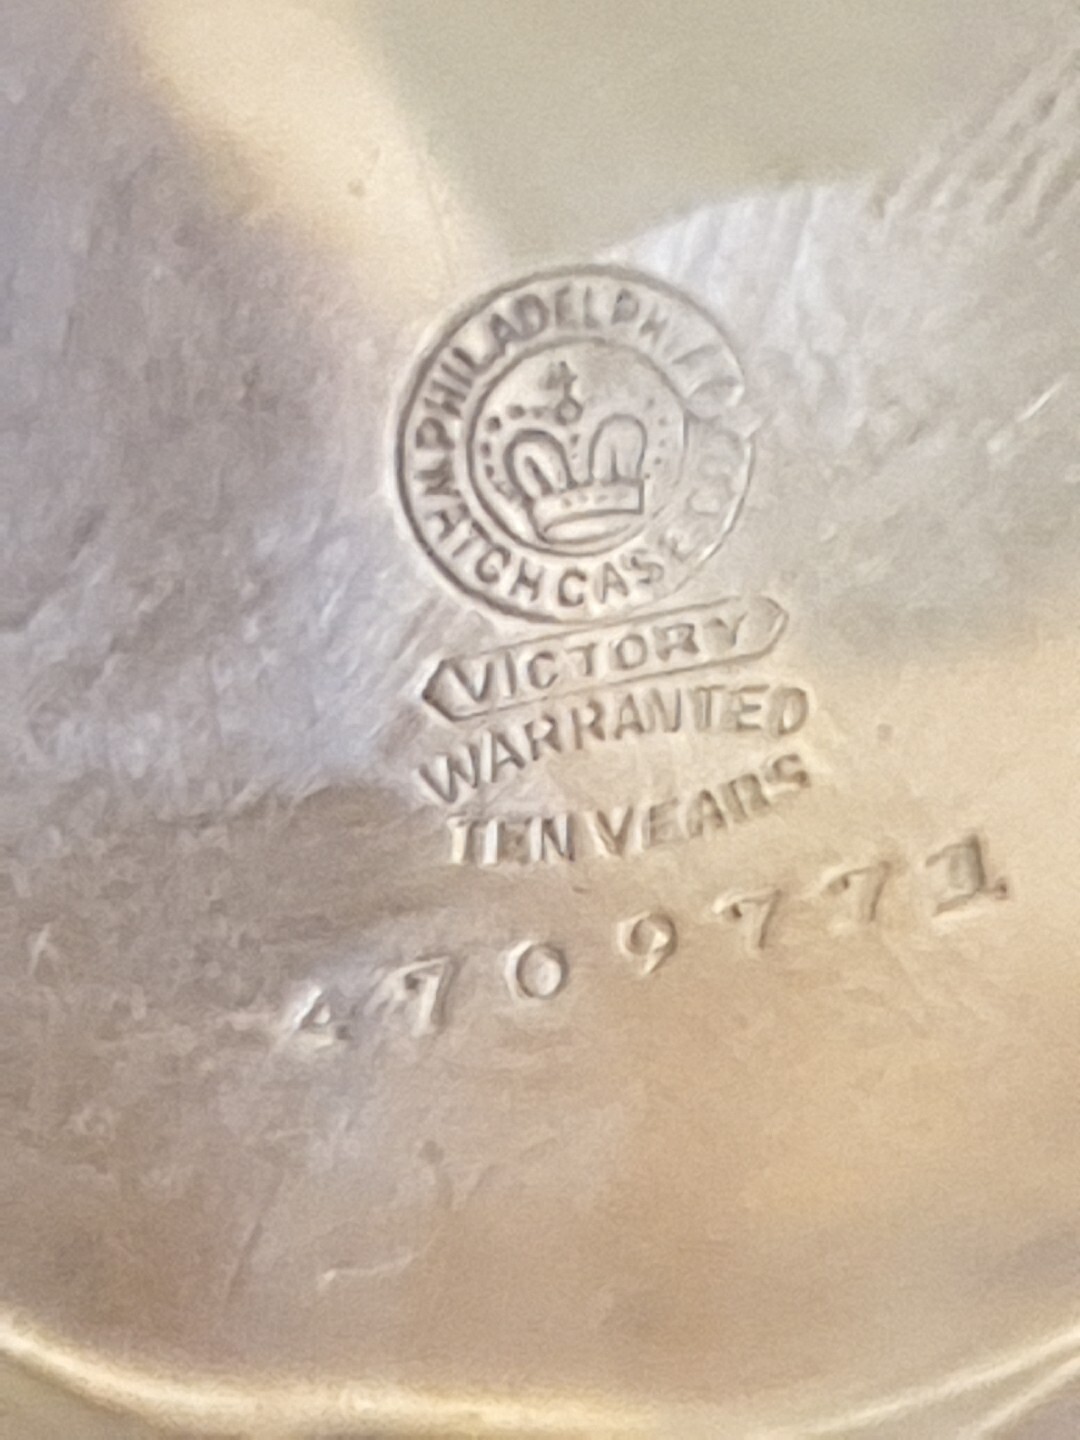 PHILADELPHIA
WATCH CASE CO
VICTORY
WARRANTED
TEN YEARS
4709771